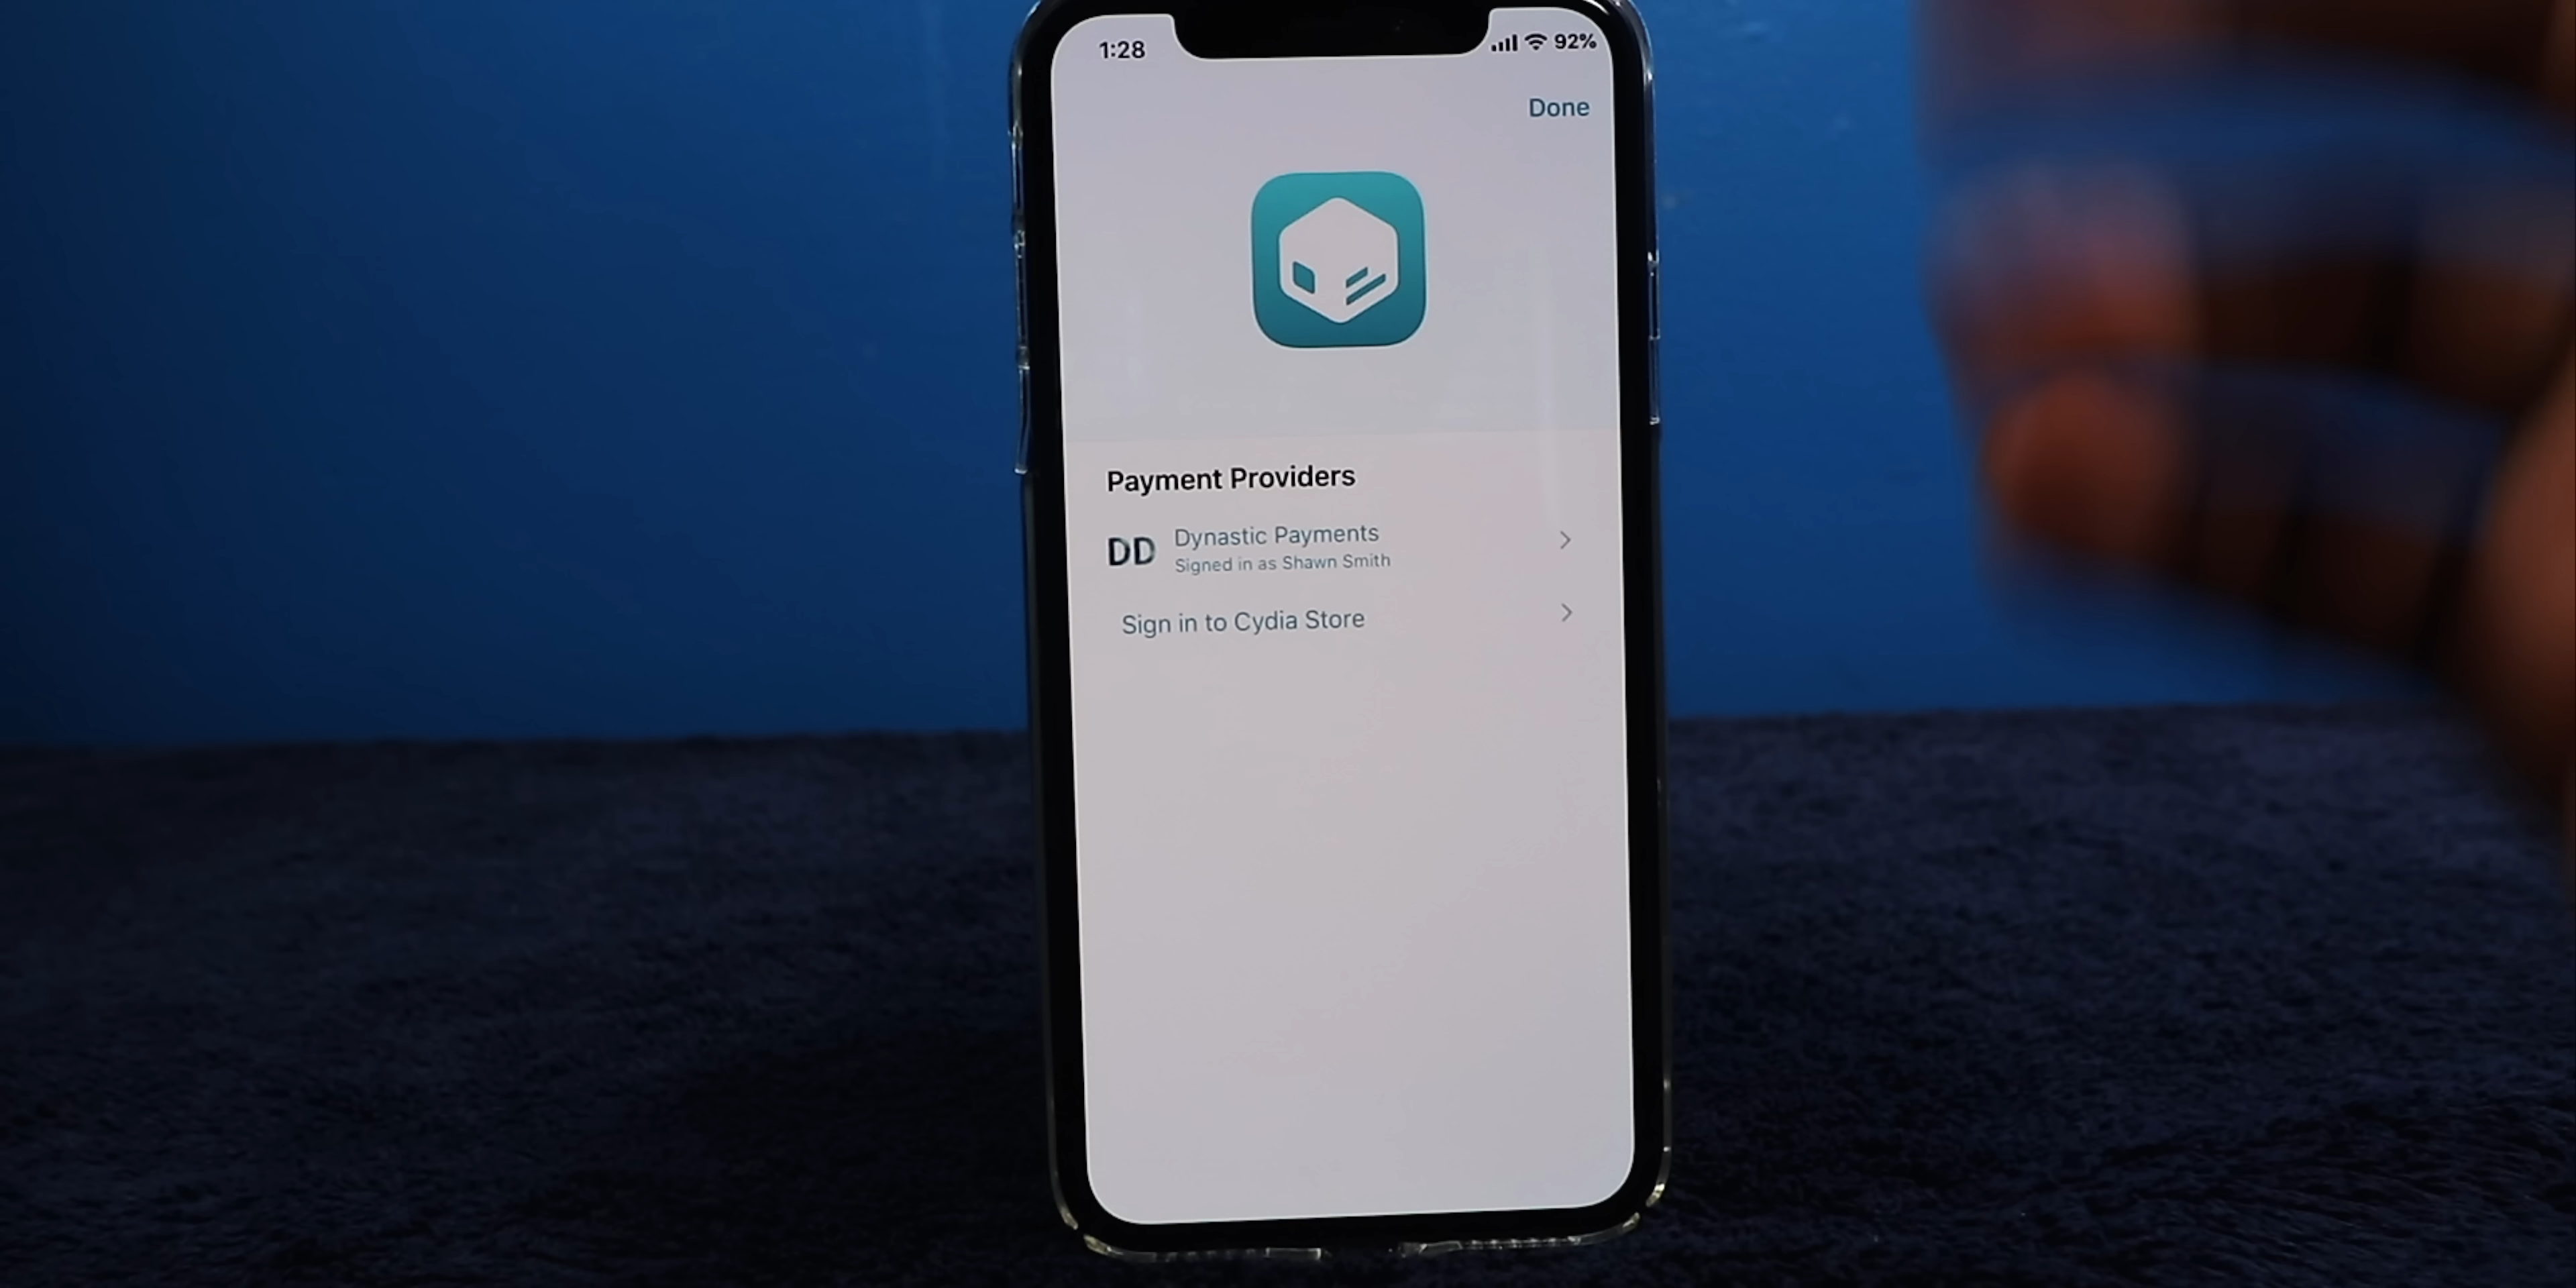 1:28
92%
Done
Payment Providers
DD
Dynastic Payments
Signed in as Shawn Smith
Sign in to Cydia Store